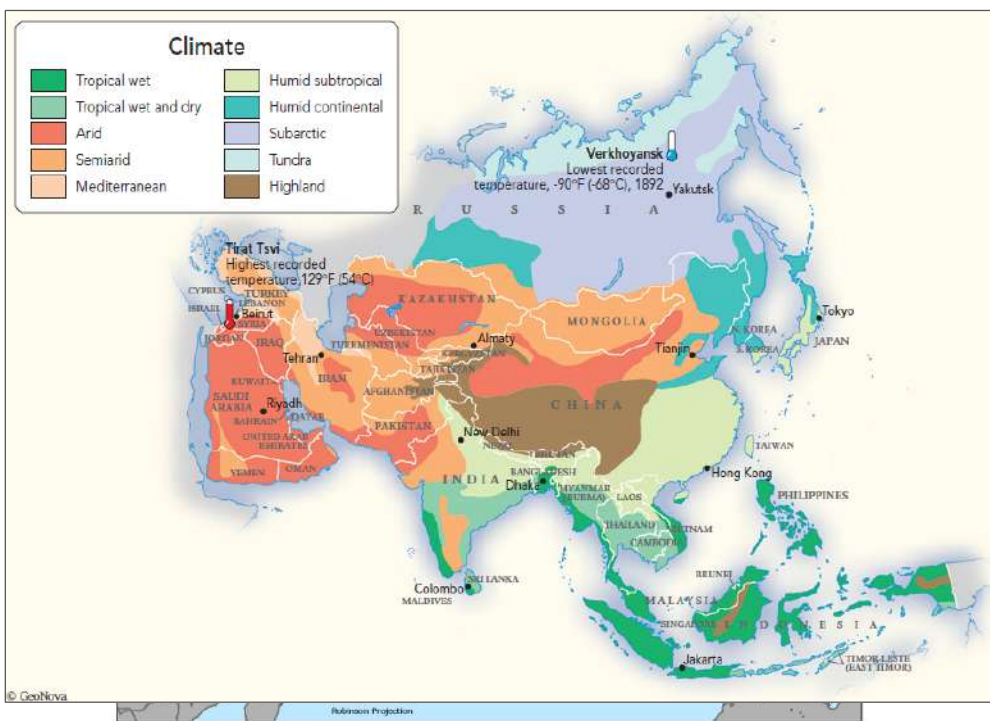 Climate
Tropical wet
Tropical wet and dry
Arid
Semiarid
Mediterranean
Humid subtropical
Humid continental
Subarctic
Tundra
Highland
Verkhoyansk
Lowest recorded
temperature, -90°F (-68°C), 1892
Yakutsk
RUSSIA
Tirat Tsvi
Highest recorded
temperature, 129°F (54°C)
CYPRUS
TURKEY
LEBANON
ISRAEL
Beirut
SYRIA
JORDAN
IRAQ
KAZAKHSTAN
UZBEKISTAN
TURKMENISTAN
Almaty
MONGOLIA
Tehran
IRAN
AFGHANISTAN
Tianjin
N. KOREA
S. KOREA
Tokyo
JAPAN
KUWAIT
SAUDI
ARABIA
Riyadh
BAHRAIN
QATAR
UNITED ARAB
EMIRATES
YEMEN
OMAN
PAKISTAN
CHINA
New Delhi
NEPAL
BHUTAN
INDIA
BANGLADESH
Dhaka
MYANMAR
(BURMA)
LAOS
TAIWAN
Hong Kong
THAILAND
VIETNAM
CAMBODIA
PHILIPPINES
Colombo
SRI LANKA
MALDIVES
BRUNEI
MALAYSIA
SINGAPORE
INDONESIA
Jakarta
TIMOR-LESTE
(EAST TIMOR)
© GeoNova
Robinson Projection